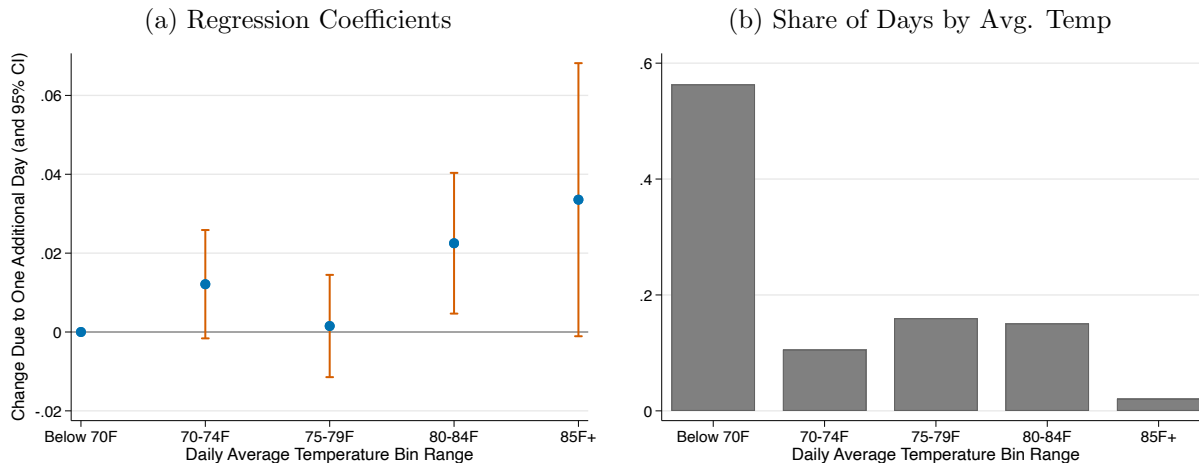 (a) Regression Coefficients
Change Due to One Additional Day (and 95% CI)
.06
.04
.02
0
-.02
Below 70F 70-74F 75-79F 80-84F 85F+
Daily Average Temperature Bin Range
(b) Share of Days by Avg. Temp
.6
.4
.2
0
Below 70F 70-74F 75-79F 80-84F 85F+
Daily Average Temperature Bin Range